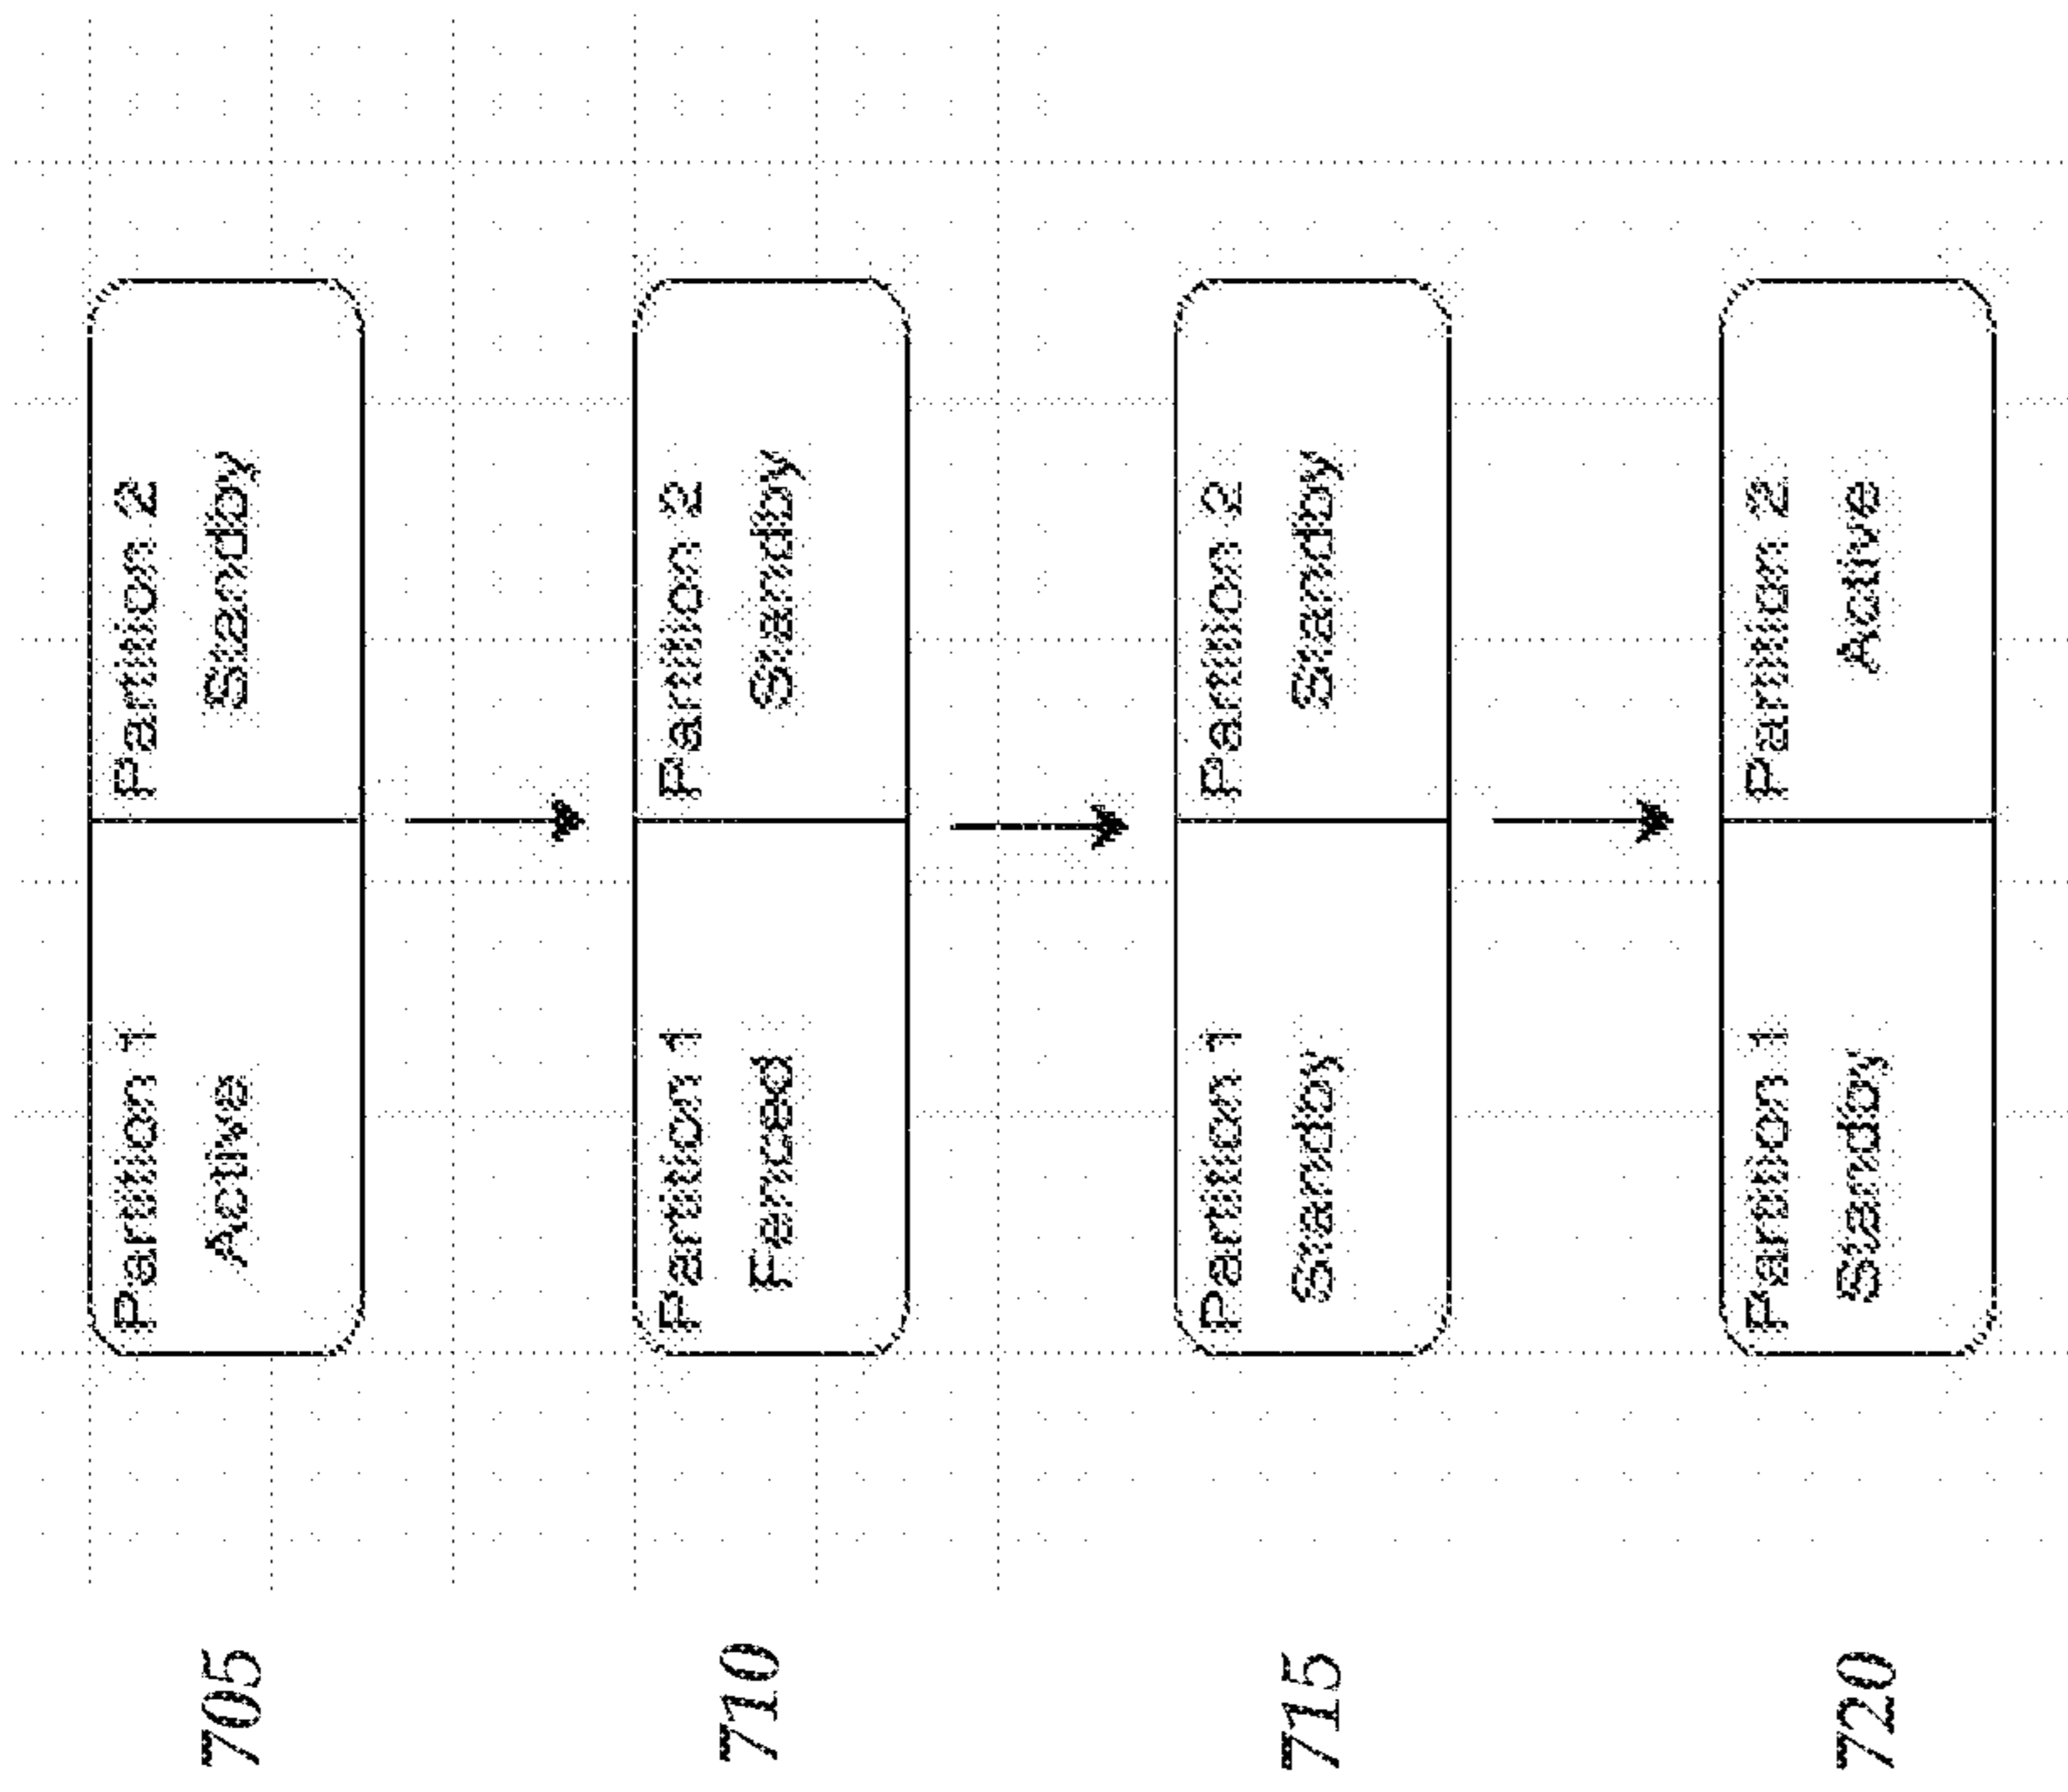 705
Partition 1
Active
Partition 2
Standby
710
Partition 1
Fenced
Partition 2
Standby
715
Partition 1
Standby
Partition 2
Standby
720
Partition 1
Standby
Partition 2
Active